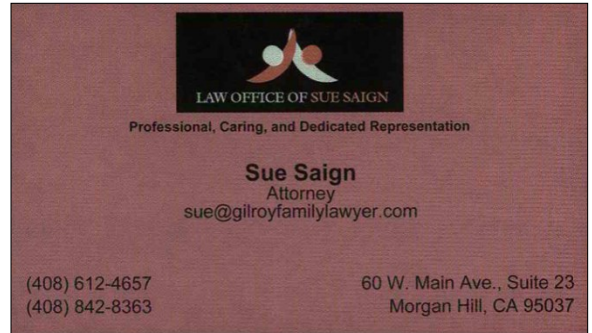 LAW OFFICE OF SUE SAIGN
Professional, Caring, and Dedicated Representation
Sue Saign
Attorney
sue@gilroyfamilylawyer.com
(408) 612-4657
(408) 842-8363
60 W. Main Ave., Suite 23
Morgan Hill, CA 95037